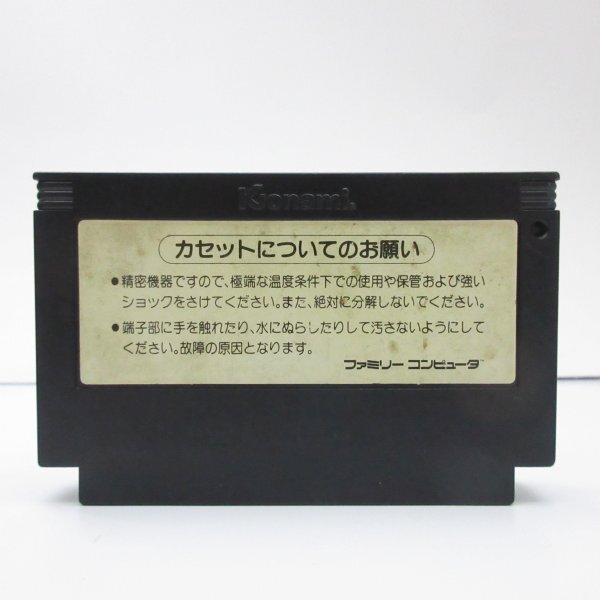 Konami.
カセットについてのお願い
●精密機器ですので、極端な温度条件下での使用や保管および強い
ショックをさけてください。また、絶対に分解しないでください。
●端子部に手を触れたり、水にぬらしたりして汚さないようにして
ください。故障の原因となります。
ファミリーコンピュータ™